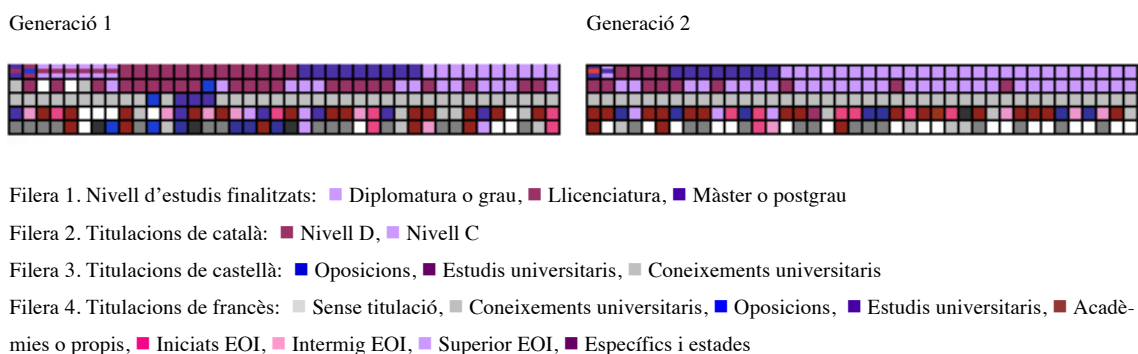 Generació 1 Generació 2
Filera 1. Nivell d’estudis finalitzats: Diplomatura o grau, Llicenciatura, Màster o postgrau
Filera 2. Titulacions de català: Nivell D, Nivell C
Filera 3. Titulacions de castellà: Oposicions, Estudis universitaris, Coneixements universitaris
Filera 4. Titulacions de francès: Sense titulació, Coneixements universitaris, Oposicions, Estudis universitaris, Acadè-
mies o propis, Iniciats EOI, Intermig EOI, Superior EOI, Específics i estades